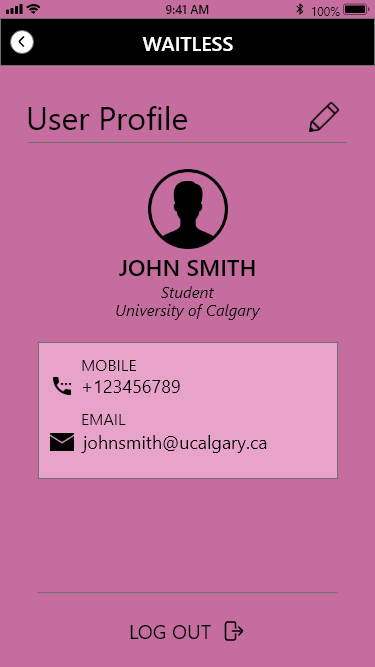 9:41 AM 100%
WAITLESS
User Profile
JOHN SMITH
Student
University of Calgary
MOBILE
+123456789
EMAIL
johnsmith@ucalgary.ca
LOG OUT